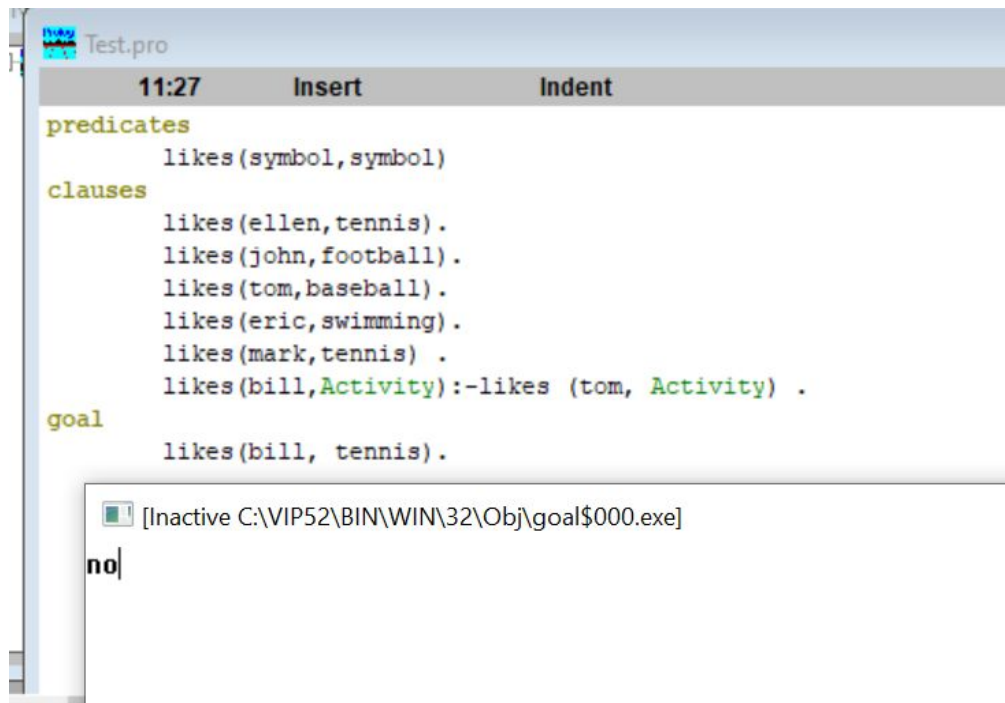 Test.pro
11:27 Insert Indent
predicates
likes(symbol,symbol)
clauses
likes(ellen,tennis).
likes(john,football).
likes(tom,baseball).
likes(eric,swimming).
likes(mark,tennis) .
likes(bill,Activity):-likes (tom, Activity) .
goal
likes(bill, tennis).
[Inactive C:\VIP52\BIN\WIN\32\Obj\goal$000.exe]
no